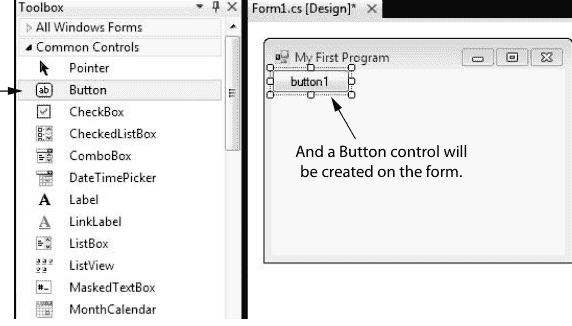 Toolbox
All Windows Forms
Common Controls
Pointer
ab Button
CheckBox
CheckedListBox
ComboBox
DateTimePicker
A Label
A LinkLabel
ListBox
ListView
#- MaskedTextBox
MonthCalendar
Form1.cs [Design]*
My First Program
button1
And a Button control will
be created on the form.